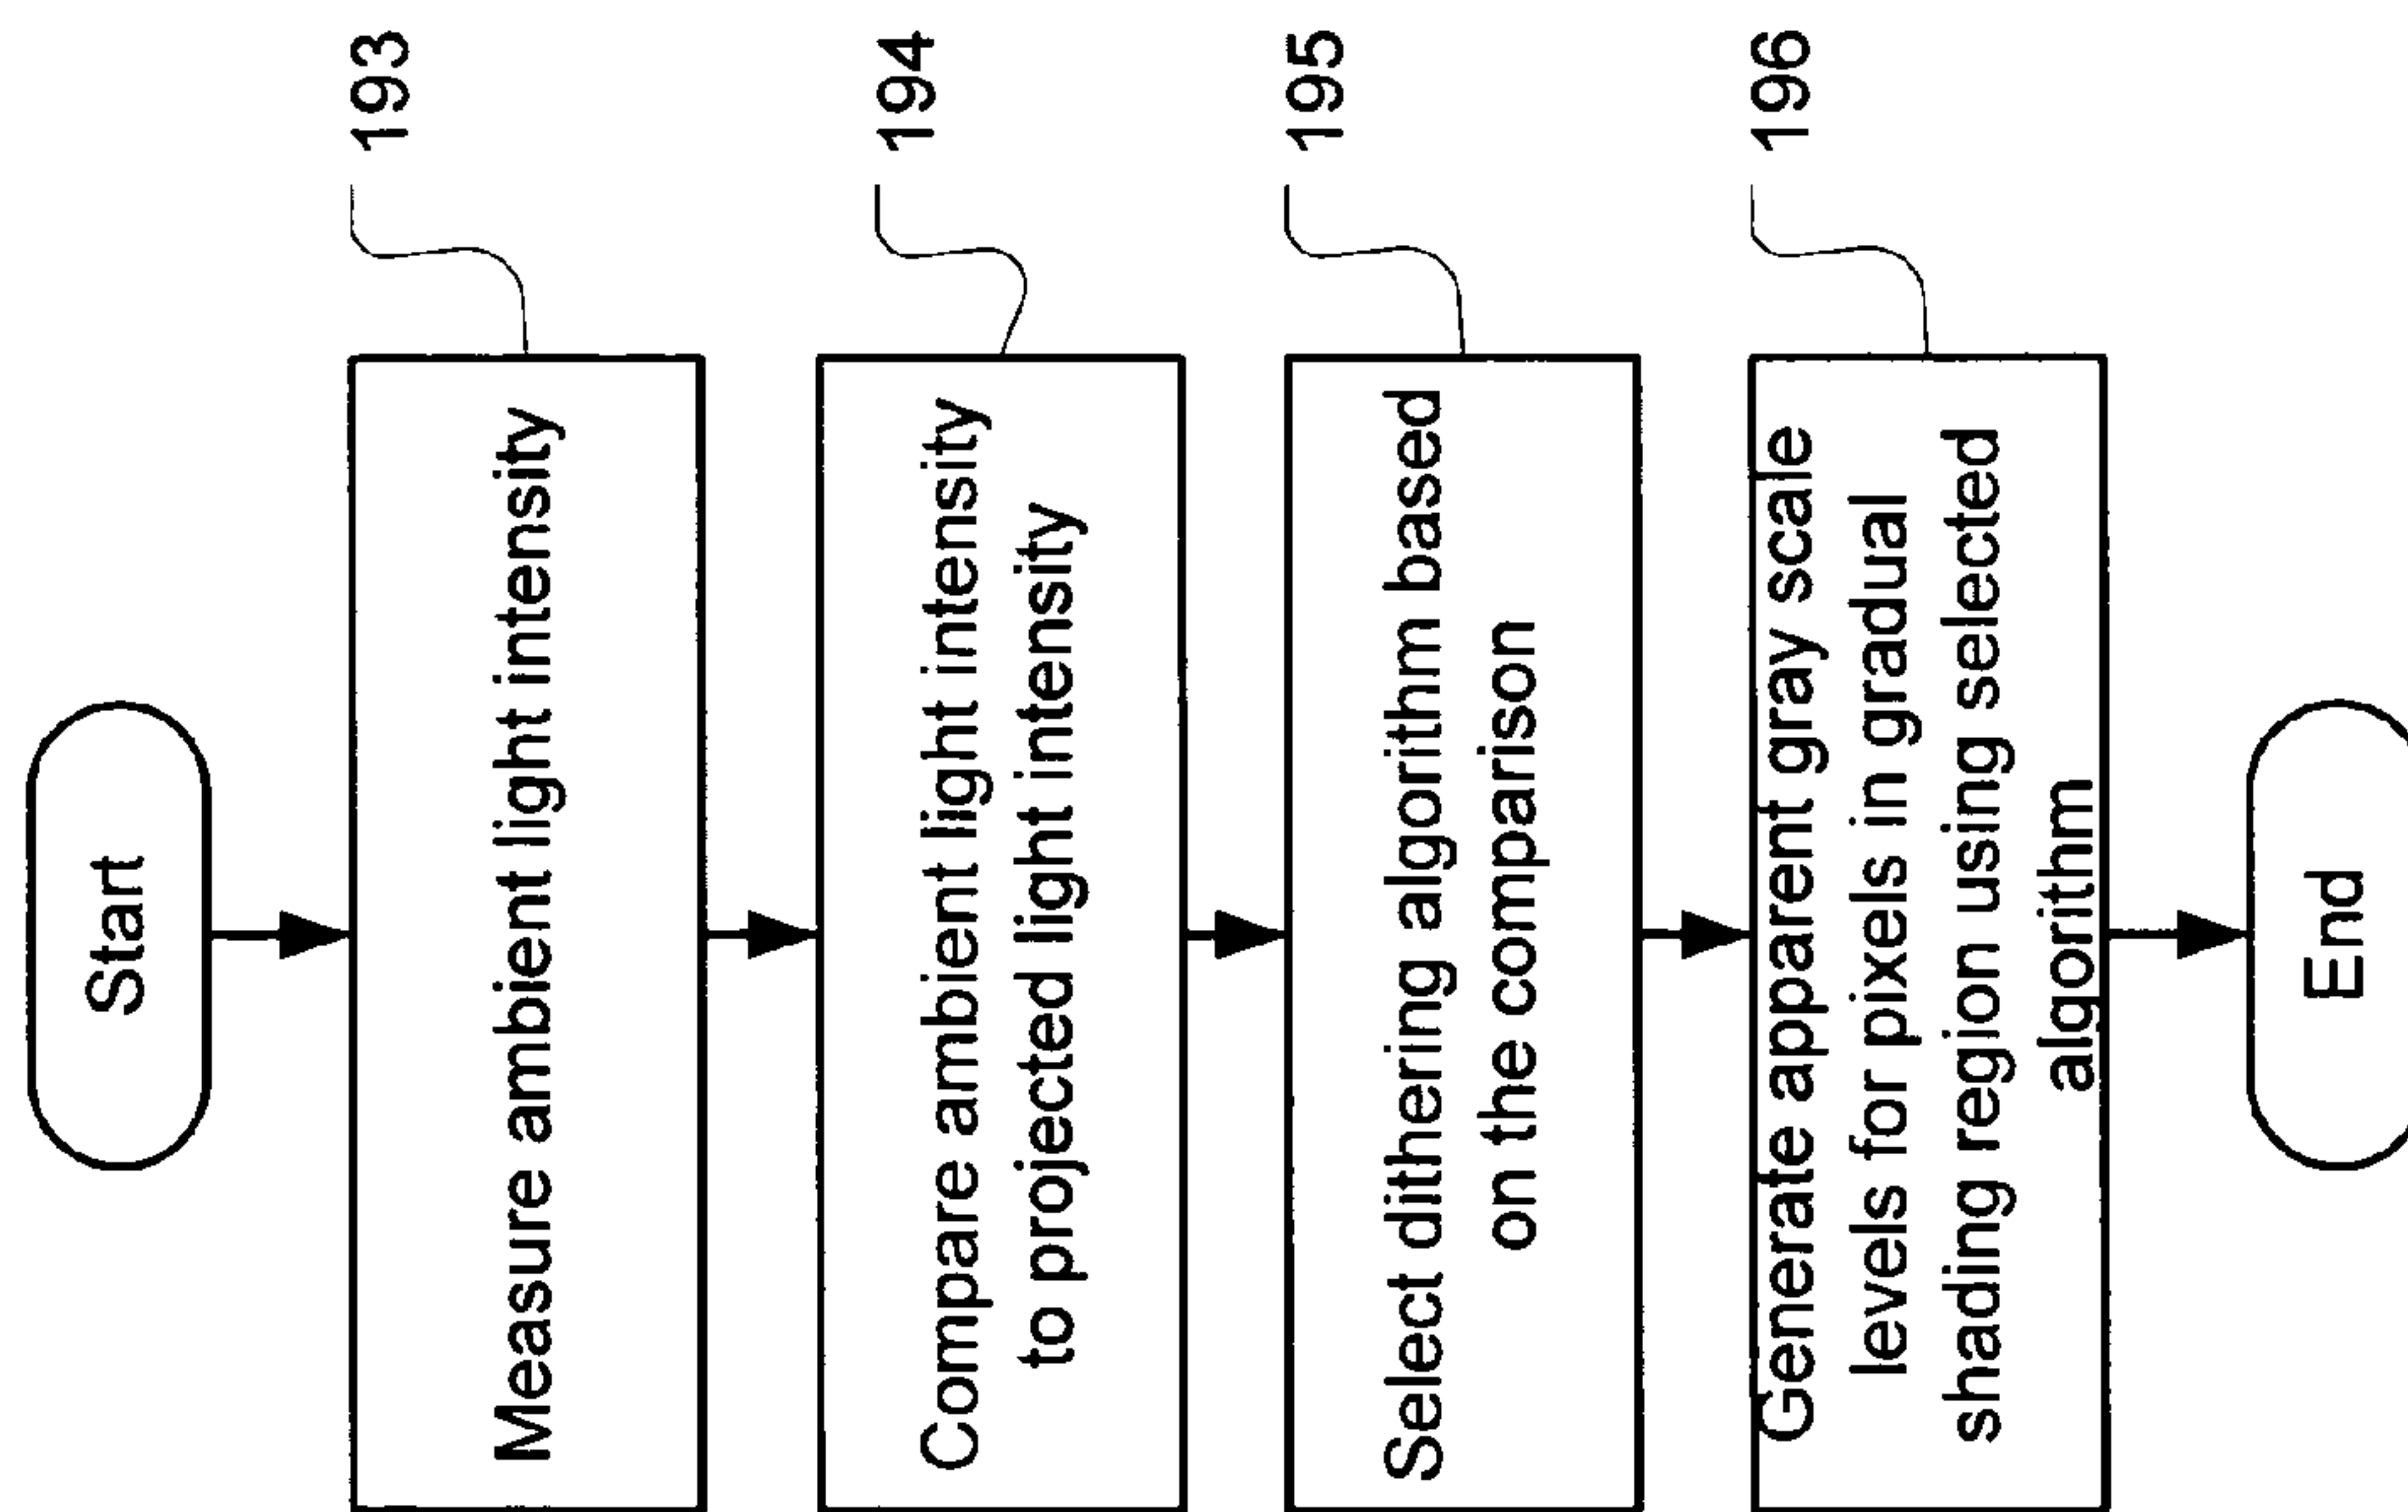 Start
193
Measure ambient light intensity
194
Compare ambient light intensity
to projected light intensity
195
Select dithering algorithm based
on the comparison
196
Generate apparent gray scale
levels for pixels in gradual
shading region using selected
algorithm
End